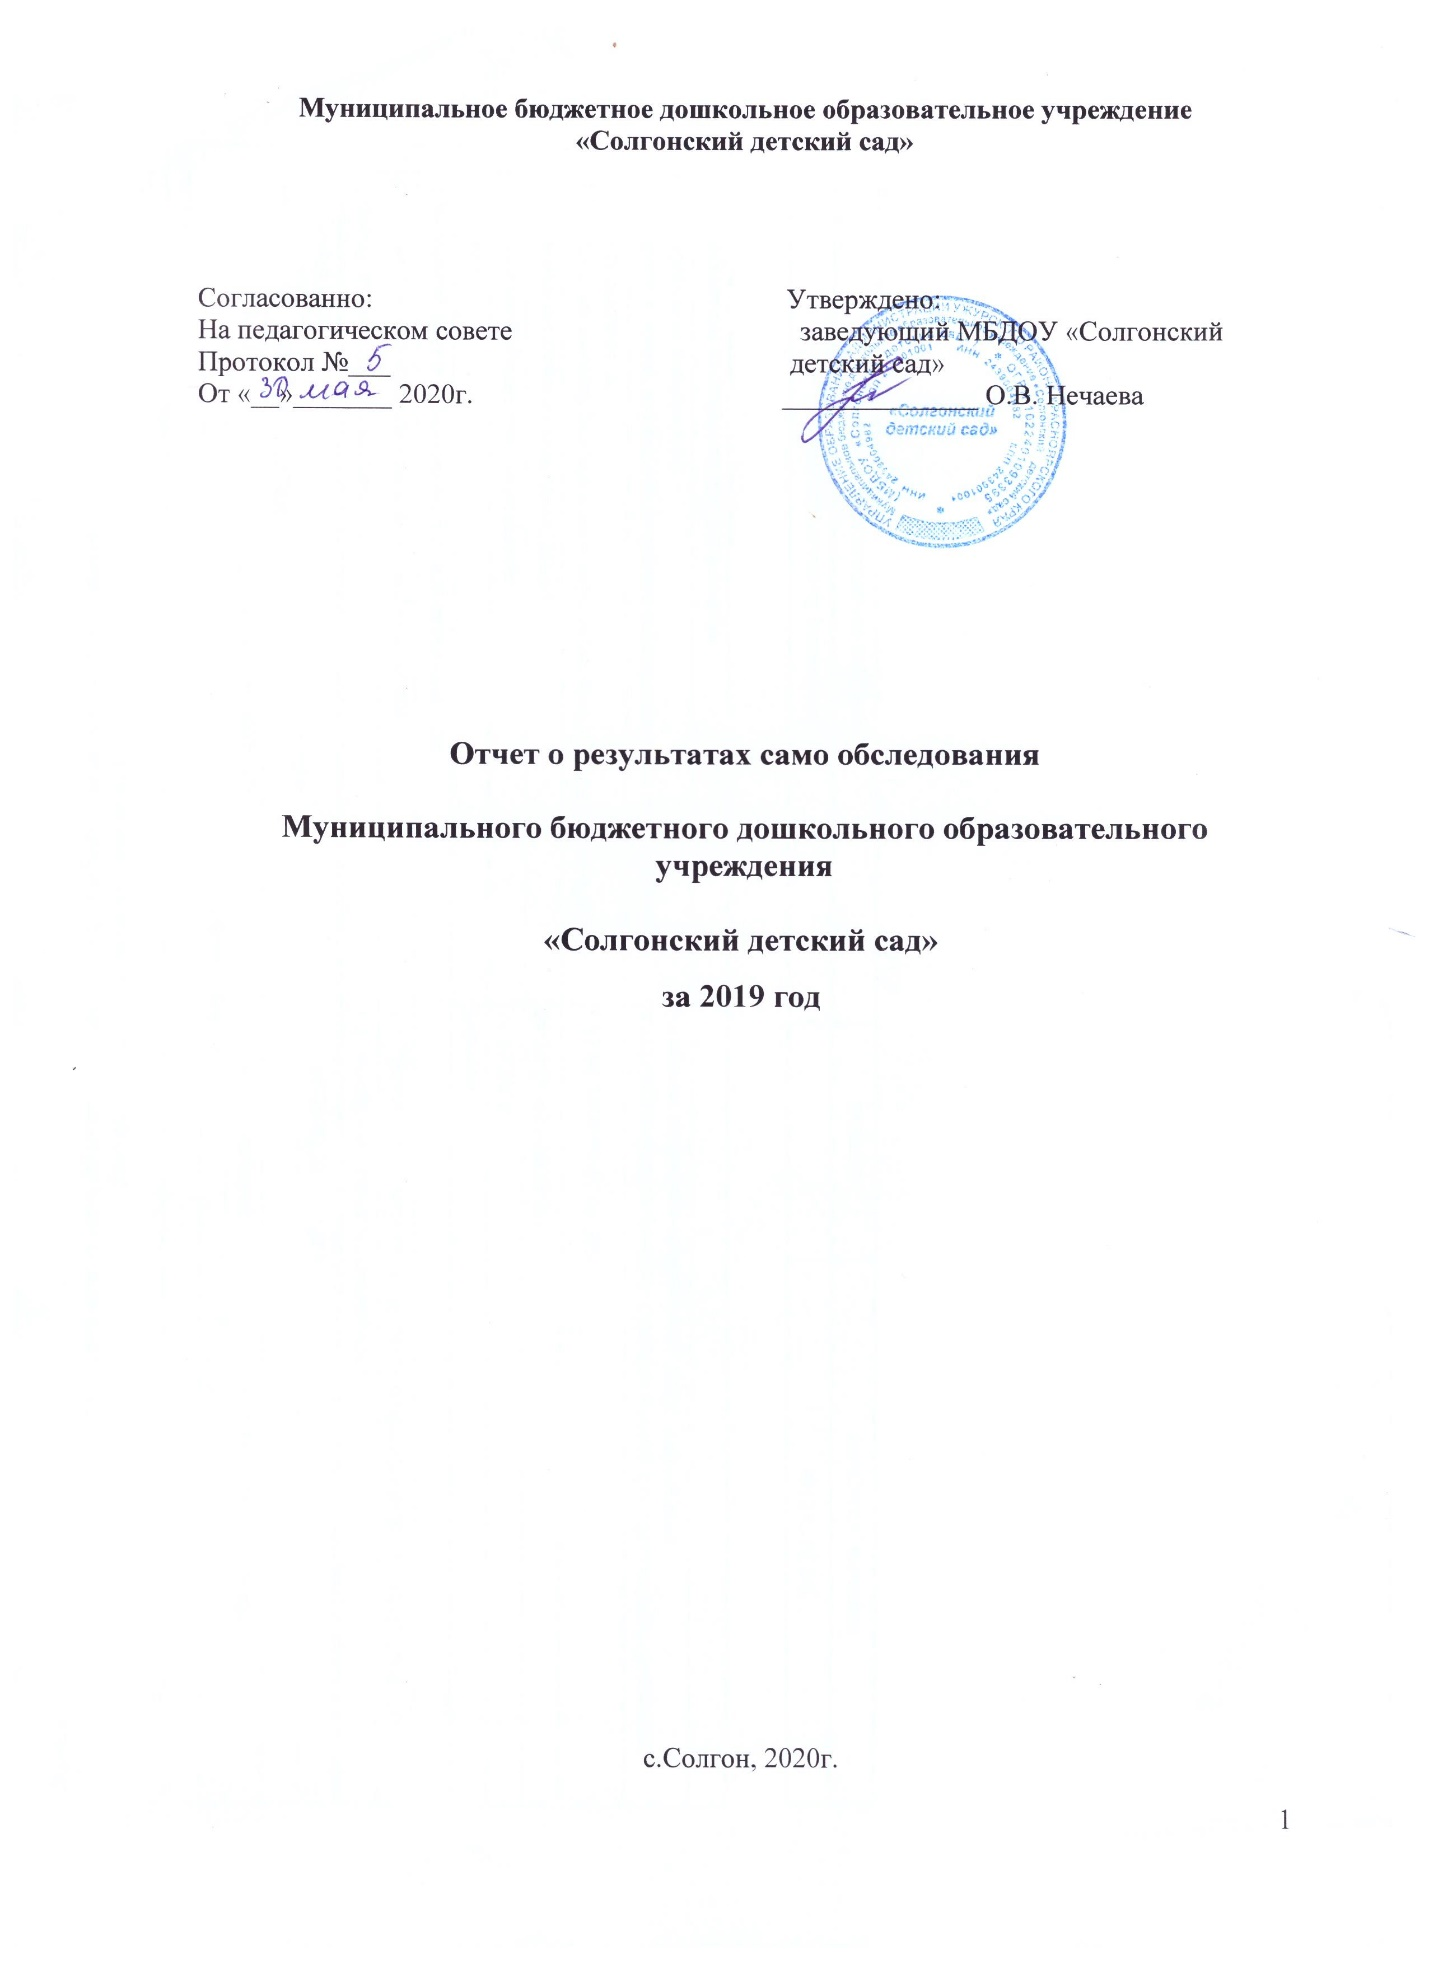 Муниципальное бюджетное дошкольное образовательное учреждение
«Солгонский детский сад»
Согласованно:
На педагогическом совете
Протокол № 5
От «30» мая 2020г.
Утверждено:
заведующий МБДОУ «Солгонский
детский сад»
О.В. Нечаева
«Солгонский
детский сад»
Отчет о результатах само обследования
Муниципального бюджетного дошкольного образовательного
учреждения
«Солгонский детский сад»
за 2019 год
с.Солгон, 2020г.
1